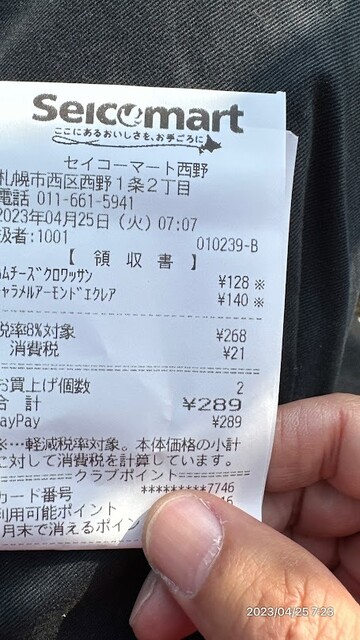 Seicomart
ここにあるおいしさを、お手ごろに
セイコーマート西野
札幌市西区西野1条2丁目
電話 011-661-5941
2023年04月25日(火)07:07
扱者:1001
010239-B
【 領 収 書 】
ハムチーズクロワッサン ¥128 ※
キャラメルアーモンドエクレア ¥140 ※
税率8%対象 ¥268
消費税 ¥21
お買上げ個数 2
合 計 ¥289
PayPay ¥289
※…軽減税率対象。本体価格の小計
に対して消費税を計算しています。
クラブポイント
カード番号 *********7746
利用可能ポイント
月末で消えるポイン
2023/04/25 7:23